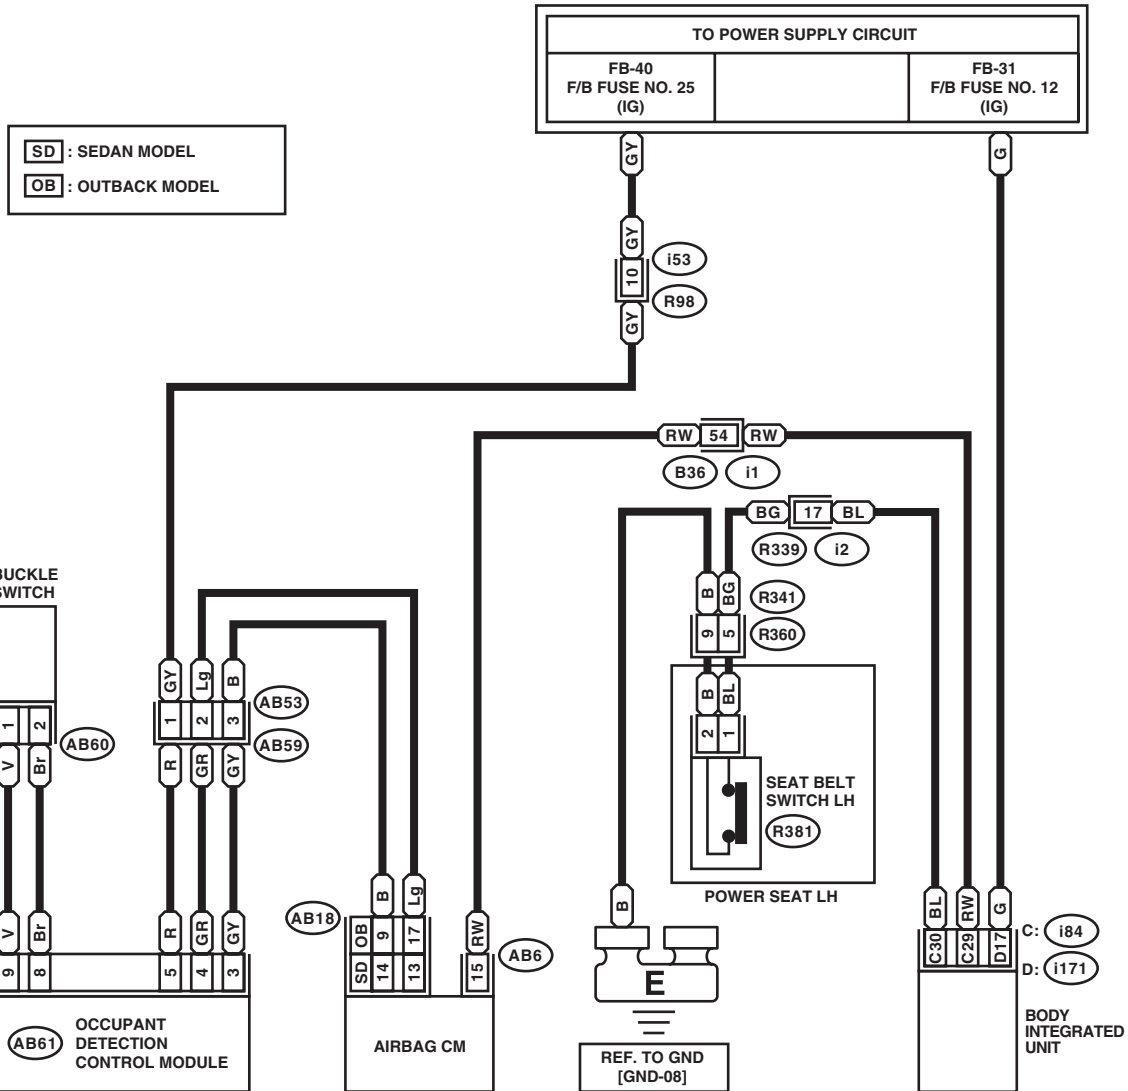 TO POWER SUPPLY CIRCUIT
FB-40
F/B FUSE NO. 25
(IG)
FB-31
F/B FUSE NO. 12
(IG)
SD : SEDAN MODEL
OB : OUTBACK MODEL
GY
G
GY
10
i53
R98
GY
RW 54 RW
B36 i1
BG 17 BL
R339 i2
BUCKLE
SWITCH
B BG
R341
9 5
R360
B BL
2 1
SEAT BELT
SWITCH LH
R381
POWER SEAT LH
GY Lg B
AB53
1 2 3
AB59
R GR GY
1 2
AB60
V Br
V Br
9 8
R GR GY
5 4 3
AB61
OCCUPANT
DETECTION
CONTROL MODULE
AB18
B Lg
OB 9 17
SD 14 13
RW
15
AB6
AIRBAG CM
B
E
REF. TO GND
[GND-08]
BL RW G
C30 C29 D17
C: i84
D: i171
BODY
INTEGRATED
UNIT